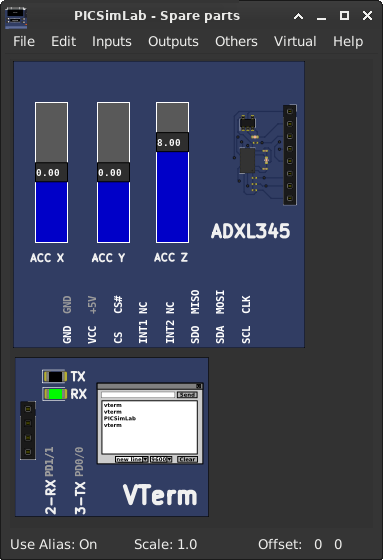 PICSimLab - Spare parts
File Edit Inputs Outputs Others Virtual Help
0.00 0.00 8.00
ADXL345
ACC X ACC Y ACC Z
GND +5V CS# NC NC MISO MOSI CLK
GND VCC CS INT1 INT2 SDO SDA SCL
TX
RX
Send
vterm
vterm
PICSimLab
vterm
new line 9600 Clear
PD1/1 PD0/0
2-RX 3-TX
VTerm
Use Alias: On Scale: 1.0 Offset: 0 0